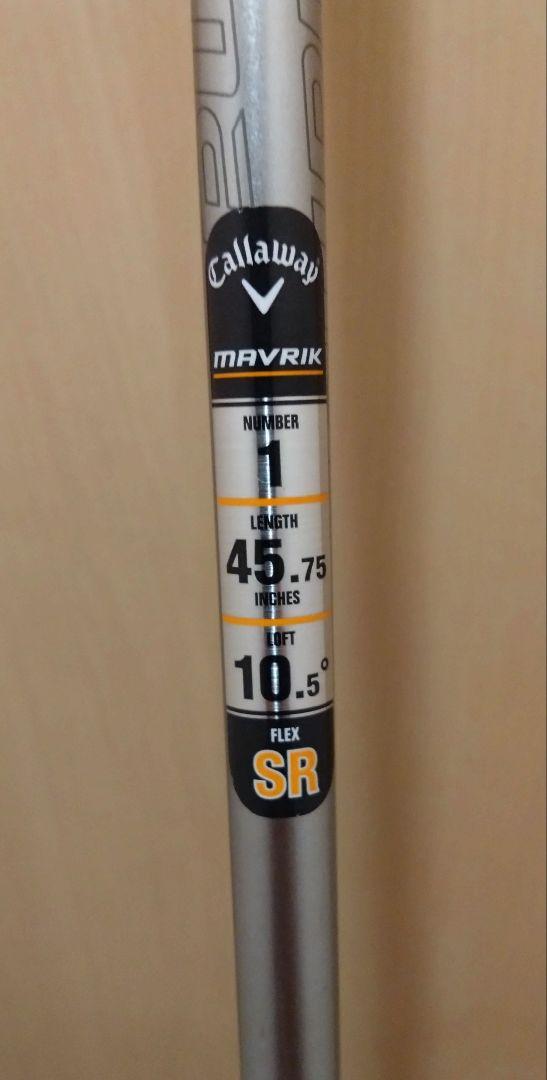 Callaway
MAVRIK
NUMBER
1
LENGTH
45.75
INCHES
LOFT
10.5°
FLEX
SR